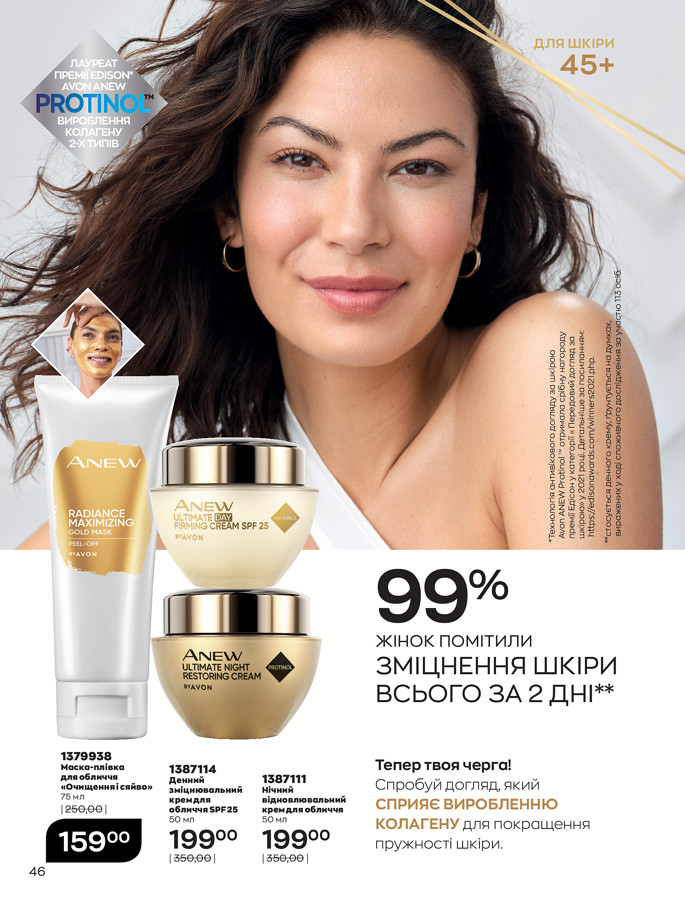 ЛАУРЕАТ
ПРЕМІЇ EDISON*
AVON ANEW
PROTINOL™
ВИРОБЛЕННЯ
КОЛАГЕНУ
2-Х ТИПІВ
ДЛЯ ШКІРИ
45+
*Технологія антивікового догляду за шкірою
Avon ANEW Protinol™ отримала срібну нагороду
премії Едісон у категорії «Передовий догляд за
шкірою» у 2021 році. Детальніше за посиланням:
https://edisonawards.com/winners2021.php.
**стосується денного крему, ґрунтується на думках,
виражених у ході споживчого дослідження за участю 113 осіб.
ANEW
RADIANCE
MAXIMIZING
GOLD MASK
PEEL-OFF
BY AVON
ANEW
ULTIMATE DAY
FIRMING CREAM SPF 25
BY AVON
PROTINOL
ANEW
ULTIMATE NIGHT
RESTORING CREAM
BY AVON
PROTINOL
99%
ЖІНОК ПОМІТИЛИ
ЗМІЦНЕННЯ ШКІРИ
ВСЬОГО ЗА 2 ДНІ**
1379938
Маска-плівка
для обличчя
«Очищення і сяйво»
75 мл
| 250,00 |
15900
1387114
Денний
зміцнювальний
крем для
обличчя SPF 25
50 мл
19900
| 350,00 |
1387111
Нічний
відновлювальний
крем для обличчя
50 мл
19900
| 350,00 |
Тепер твоя черга!
Спробуй догляд, який
СПРИЯЄ ВИРОБЛЕННЮ
КОЛАГЕНУ для покращення
пружності шкіри.
46